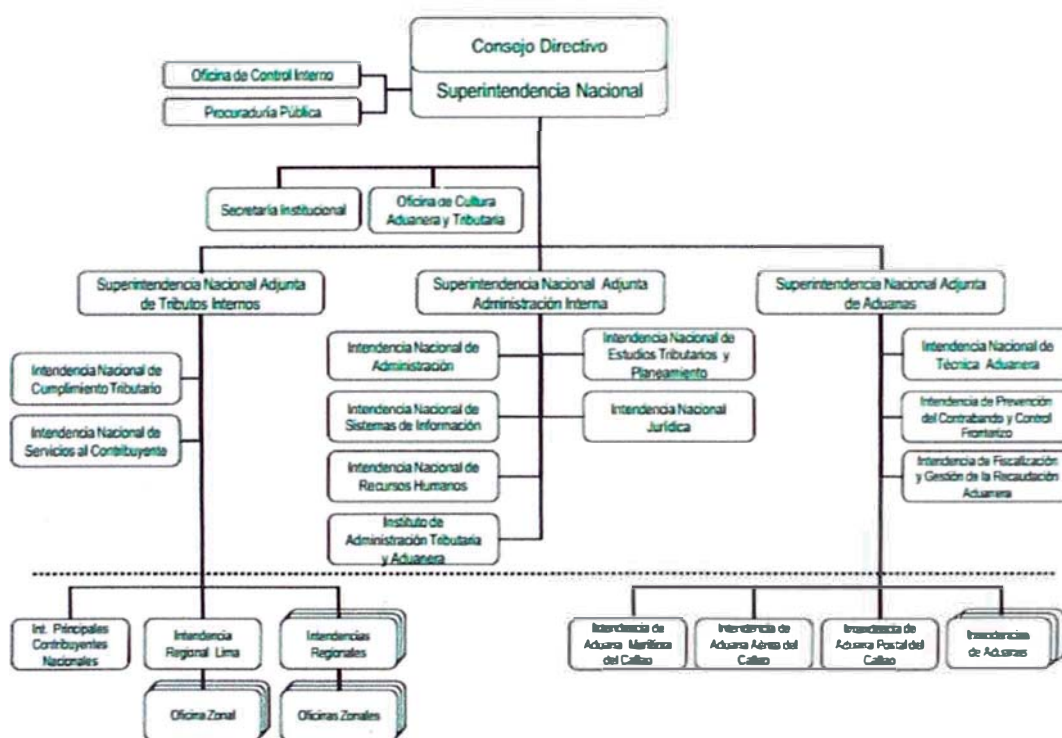 Consejo Directivo
Superintendencia Nacional
Oficina de Control Interno
Procuraduría Pública
Secretaría Institucional
Oficina de Cultura
Aduanera y Tributaria
Superintendencia Nacional Adjunta
de Tributos Internos
Superintendencia Nacional Adjunta
Administración Interna
Superintendencia Nacional Adjunta
de Aduanas
Intendencia Nacional de
Cumplimiento Tributario
Intendencia Nacional de
Servicios al Contribuyente
Intendencia Nacional de
Administración
Intendencia Nacional de
Estudios Tributarios y
Planeamiento
Intendencia Nacional de
Sistemas de Información
Intendencia Nacional
Jurídica
Intendencia Nacional de
Recursos Humanos
Instituto de
Administración Tributaria
y Aduanera
Intendencia Nacional de
Técnica Aduanera
Intendencia de Prevención
del Contrabando y Control
Fronterizo
Intendencia de Fiscalización
y Gestión de la Recaudación
Aduanera
Int. Principales
Contribuyentes
Nacionales
Intendencia
Regional Lima
Intendencias
Regionales
Oficina Zonal
Oficinas Zonales
Intendencia de
Aduana Marítima
del Callao
Intendencia de
Aduana Aérea del
Callao
Intendencia de
Aduana Postal del
Callao
Intendencias
de Aduanas